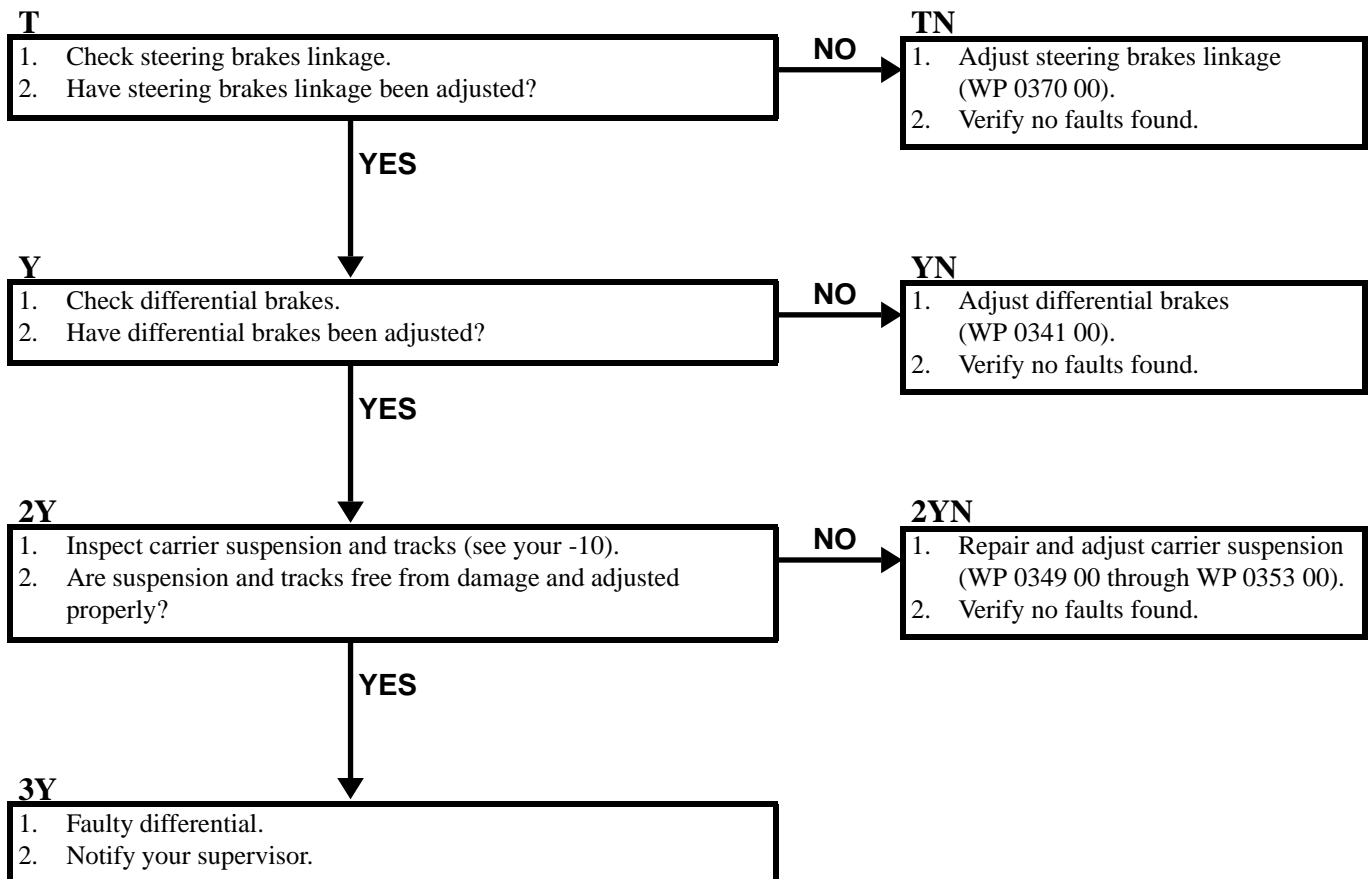 T
1. Check steering brakes linkage.
2. Have steering brakes linkage been adjusted?
NO
TN
1. Adjust steering brakes linkage
(WP 0370 00).
2. Verify no faults found.
YES
Y
1. Check differential brakes.
2. Have differential brakes been adjusted?
NO
YN
1. Adjust differential brakes
(WP 0341 00).
2. Verify no faults found.
YES
2Y
1. Inspect carrier suspension and tracks (see your -10).
2. Are suspension and tracks free from damage and adjusted
properly?
NO
2YN
1. Repair and adjust carrier suspension
(WP 0349 00 through WP 0353 00).
2. Verify no faults found.
YES
3Y
1. Faulty differential.
2. Notify your supervisor.